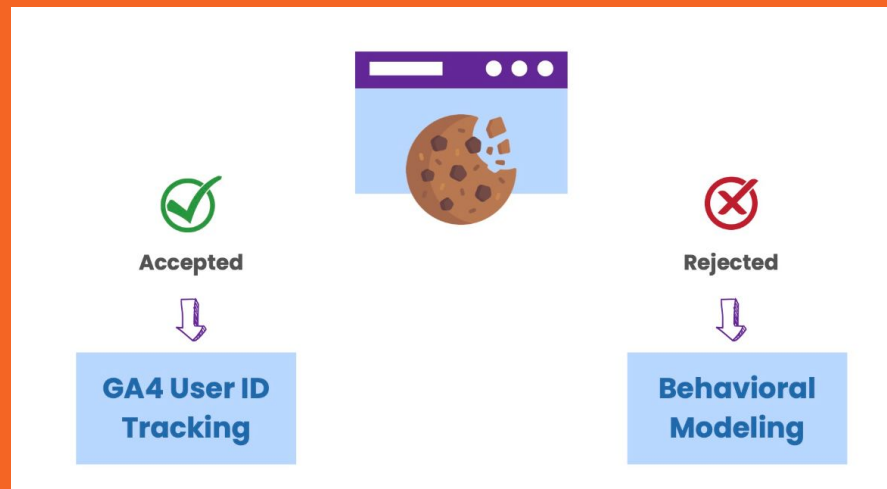 Accepted
Rejected
GA4 User ID
Tracking
Behavioral
Modeling